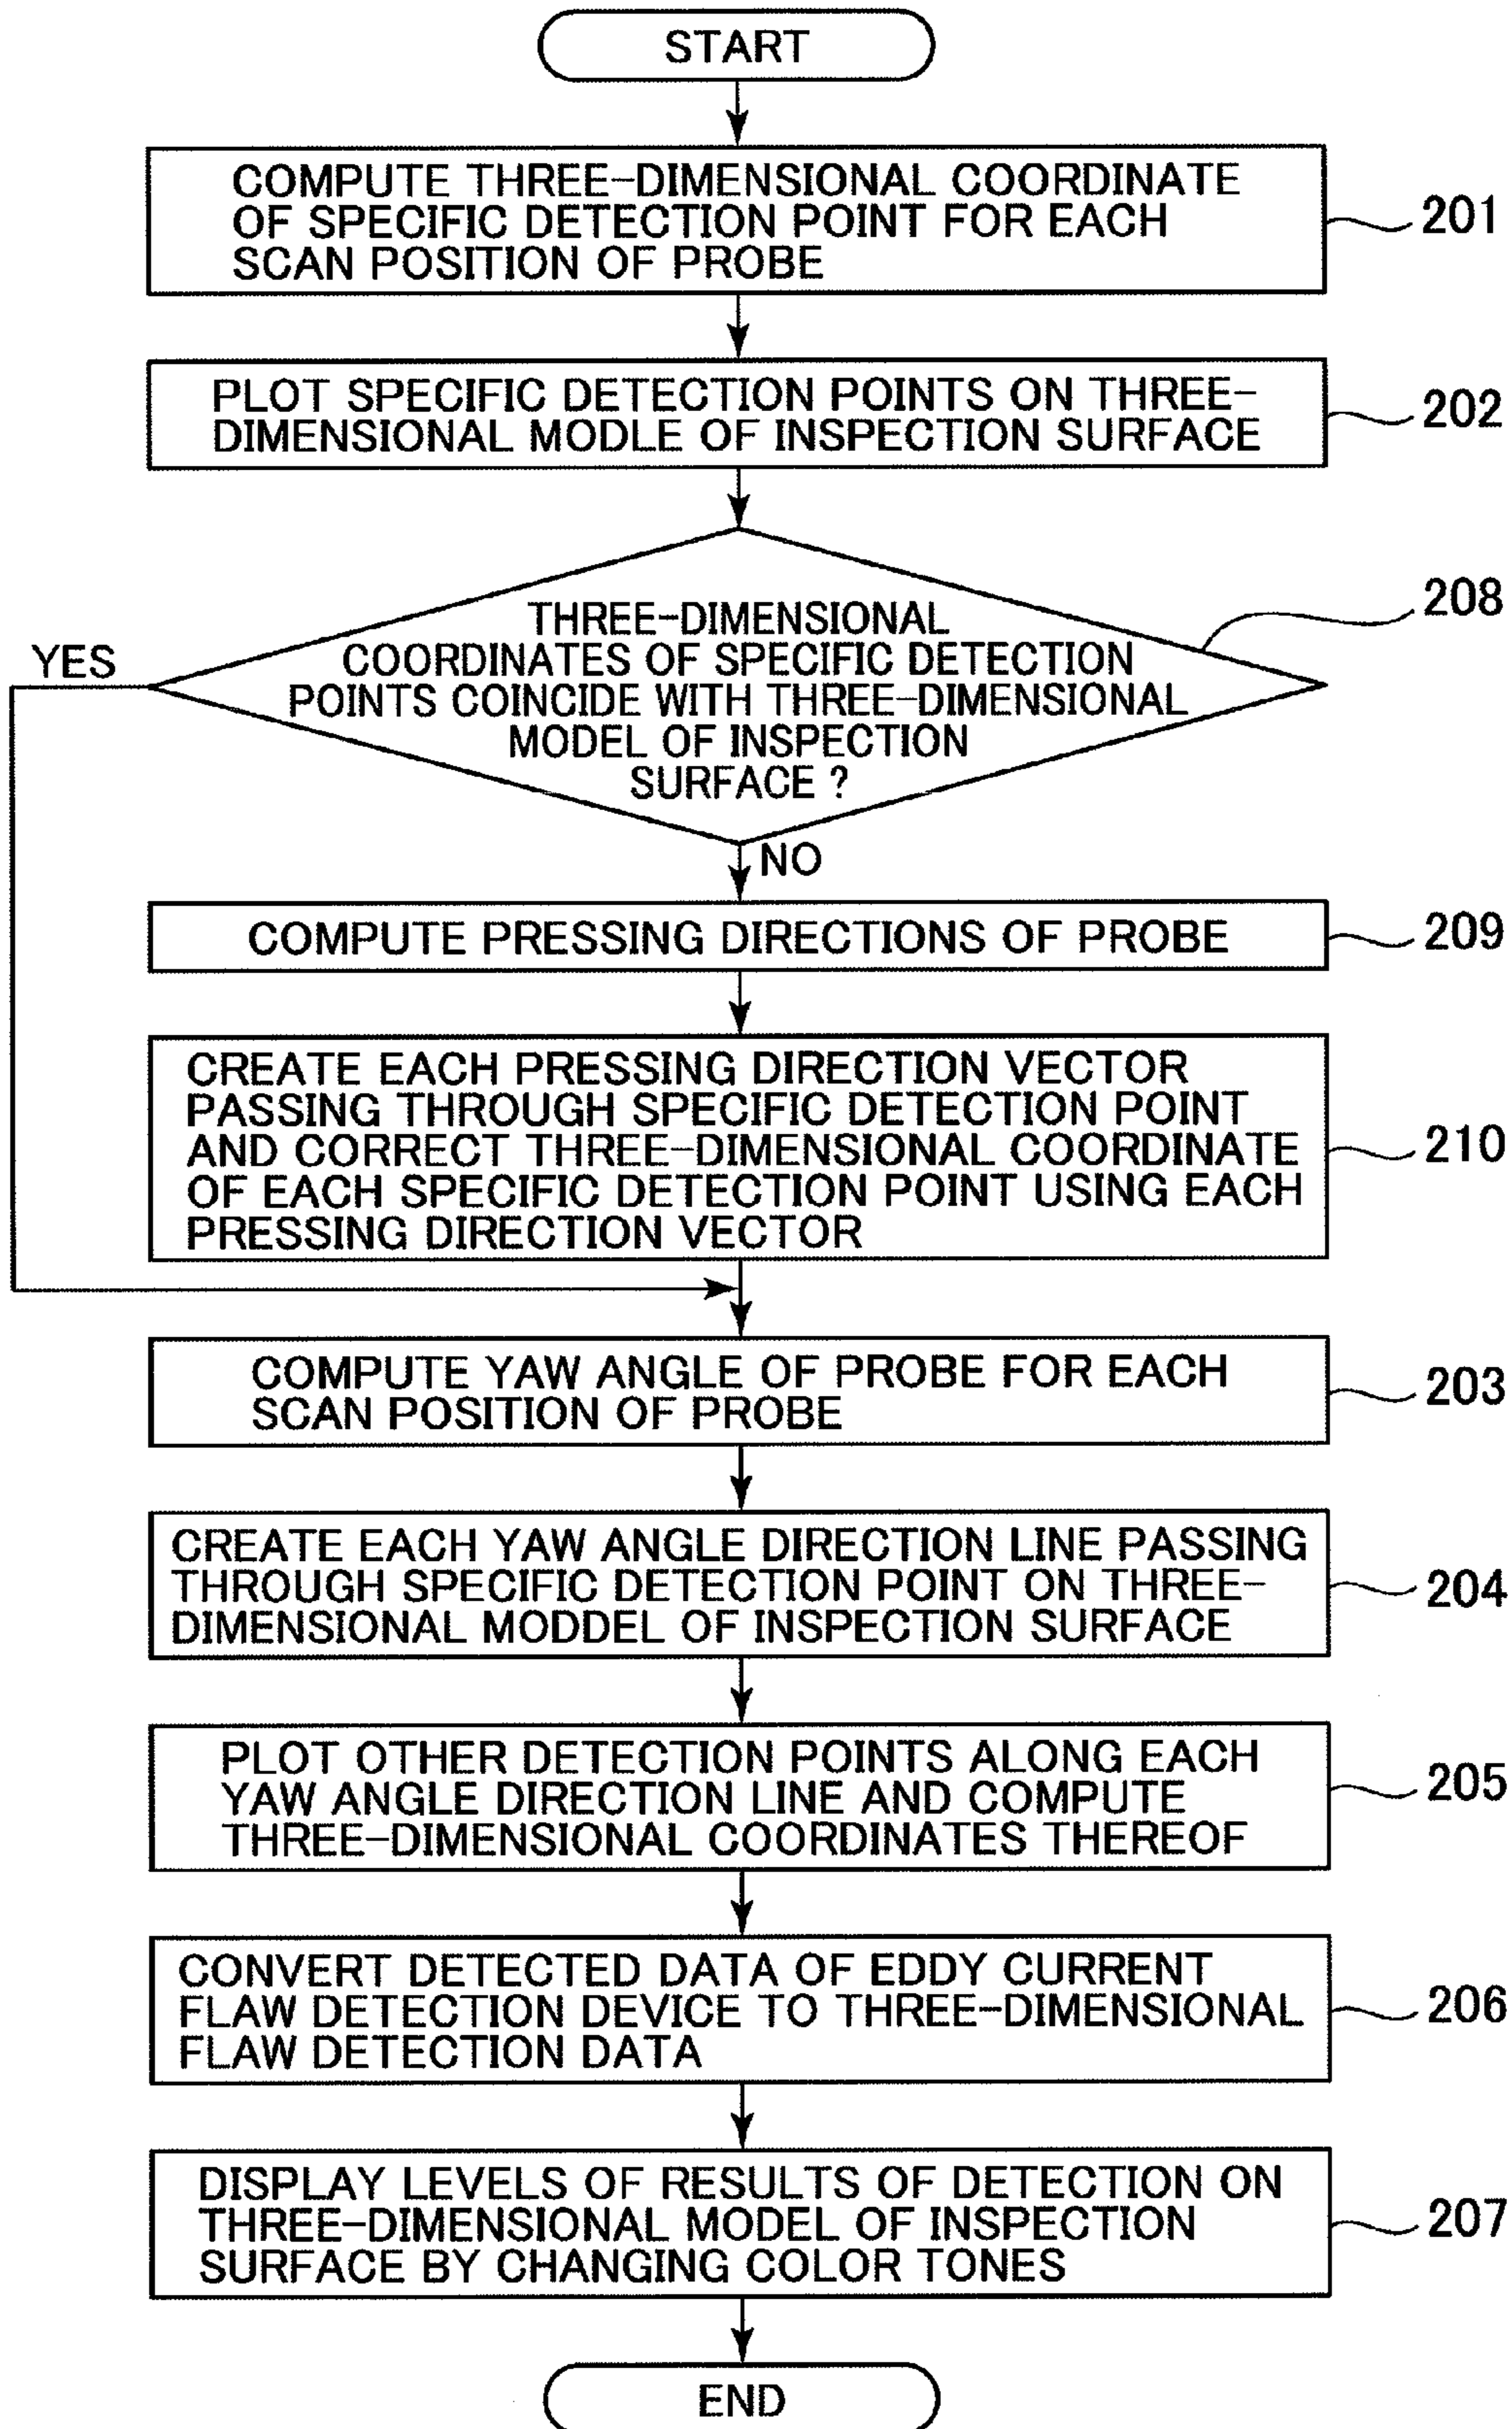 START
COMPUTE THREE-DIMENSIONAL COORDINATE
OF SPECIFIC DETECTION POINT FOR EACH
SCAN POSITION OF PROBE
201
PLOT SPECIFIC DETECTION POINTS ON THREE-
DIMENSIONAL MODLE OF INSPECTION SURFACE
202
THREE-DIMENSIONAL
COORDINATES OF SPECIFIC DETECTION
POINTS COINCIDE WITH THREE-DIMENSIONAL
MODEL OF INSPECTION
SURFACE ?
208
YES
NO
COMPUTE PRESSING DIRECTIONS OF PROBE
209
CREATE EACH PRESSING DIRECTION VECTOR
PASSING THROUGH SPECIFIC DETECTION POINT
AND CORRECT THREE-DIMENSIONAL COORDINATE
OF EACH SPECIFIC DETECTION POINT USING EACH
PRESSING DIRECTION VECTOR
210
COMPUTE YAW ANGLE OF PROBE FOR EACH
SCAN POSITION OF PROBE
203
CREATE EACH YAW ANGLE DIRECTION LINE PASSING
THROUGH SPECIFIC DETECTION POINT ON THREE-
DIMENSIONAL MODDEL OF INSPECTION SURFACE
204
PLOT OTHER DETECTION POINTS ALONG EACH
YAW ANGLE DIRECTION LINE AND COMPUTE
THREE-DIMENSIONAL COORDINATES THEREOF
205
CONVERT DETECTED DATA OF EDDY CURRENT
FLAW DETECTION DEVICE TO THREE-DIMENSIONAL
FLAW DETECTION DATA
206
DISPLAY LEVELS OF RESULTS OF DETECTION ON
THREE-DIMENSIONAL MODEL OF INSPECTION
SURFACE BY CHANGING COLOR TONES
207
END